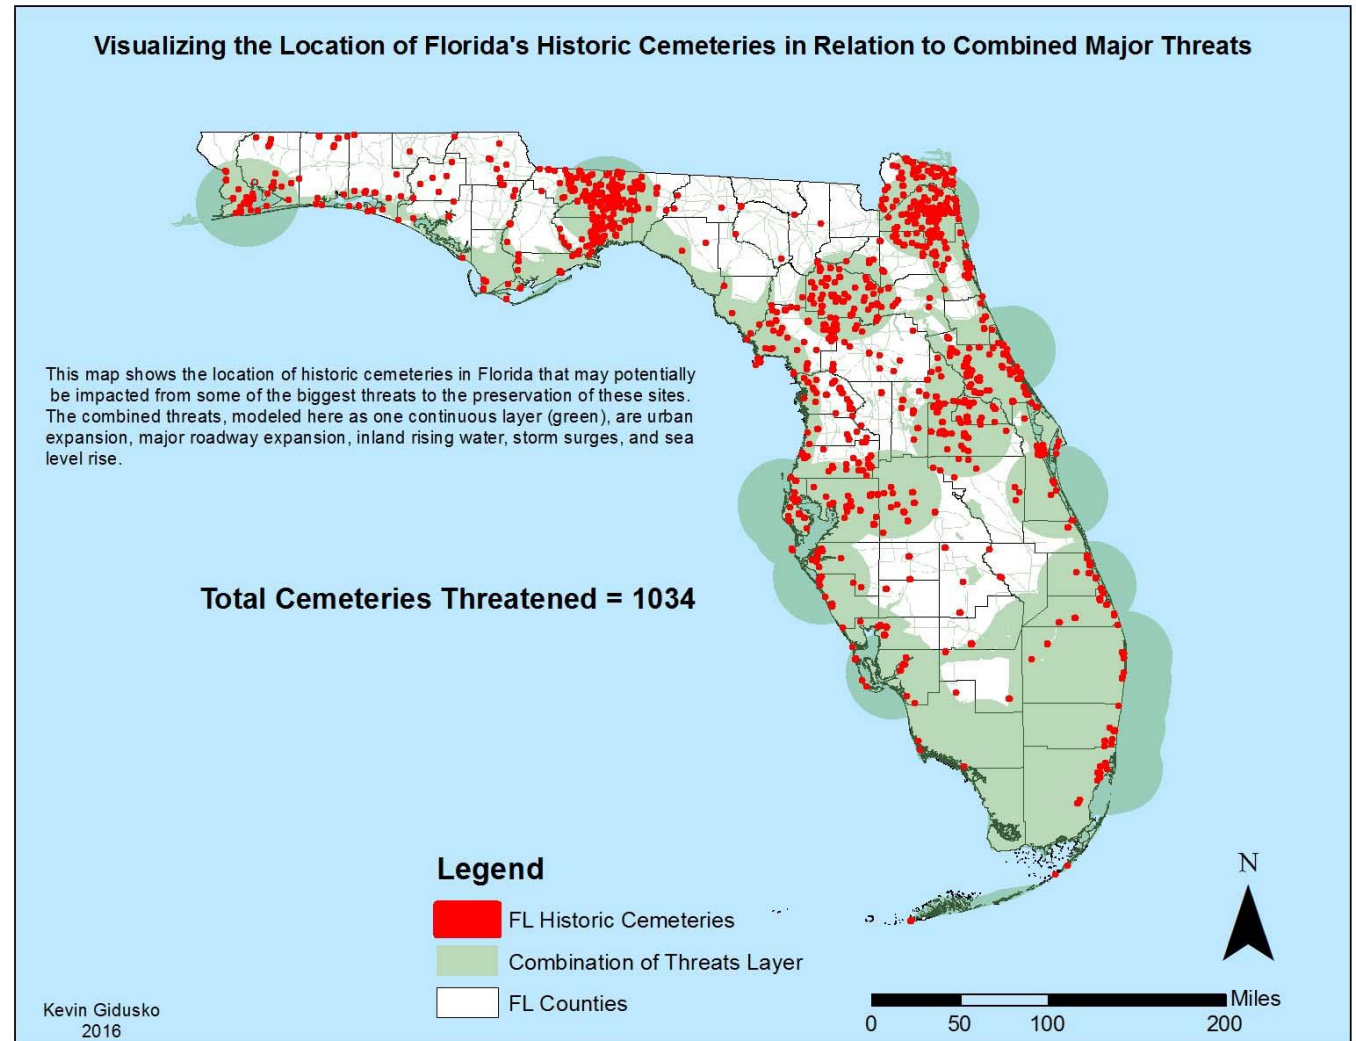 Visualizing the Location of Florida's Historic Cemeteries in Relation to Combined Major Threats
This map shows the location of historic cemeteries in Florida that may potentially
be impacted from some of the biggest threats to the preservation of these sites.
The combined threats, modeled here as one continuous layer (green), are urban
expansion, major roadway expansion, inland rising water, storm surges, and sea
level rise.
Total Cemeteries Threatened = 1034
Legend
FL Historic Cemeteries
Combination of Threats Layer
FL Counties
Kevin Gidusko
2016
N
Miles
0 50 100 200